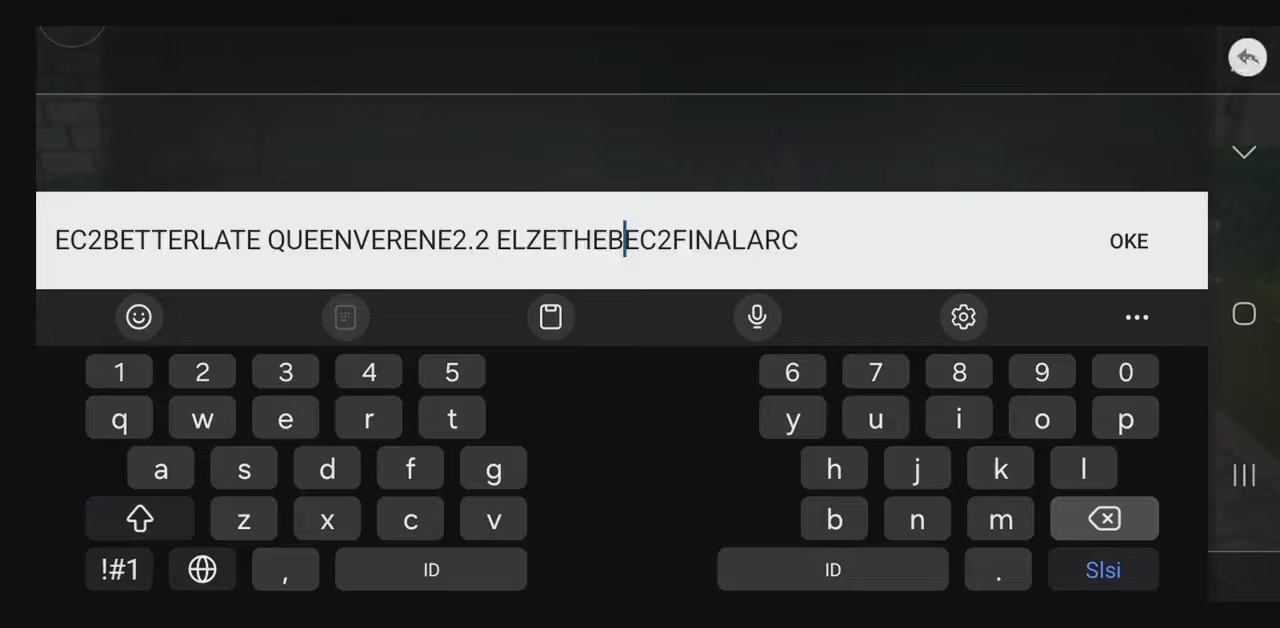 EC2BETTERLATE QUEENVERENE2.2 ELZETHEBEC2FINALARC OKE
1 2 3 4 5 6 7 8 9 0
q w e r t y u i o p
a s d f g h j k l
z x c v b n m
!#1 , ID ID . Slsi